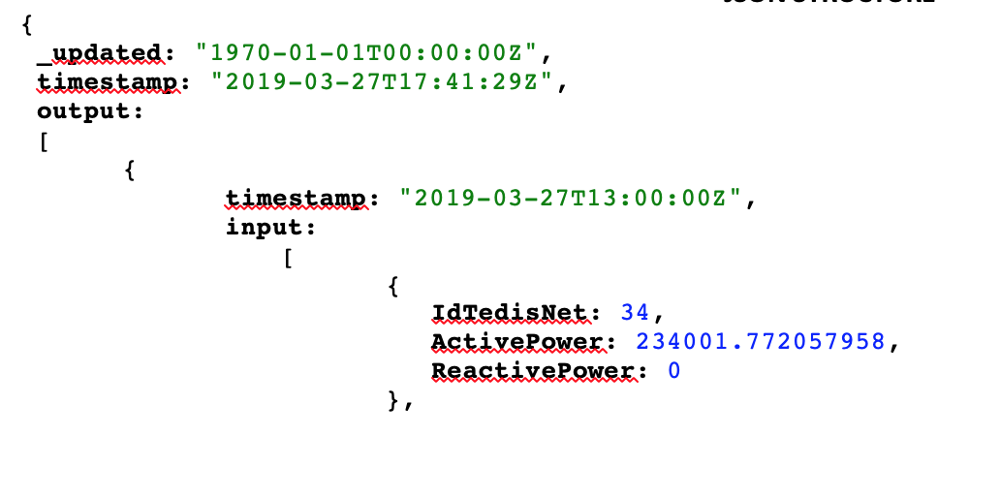 {
_updated: "1970-01-01T00:00:00Z",
timestamp: "2019-03-27T17:41:29Z",
output:
[
{
timestamp: "2019-03-27T13:00:00Z",
input:
[
{
IdTedisNet: 34,
ActivePower: 234001.772057958,
ReactivePower: 0
},